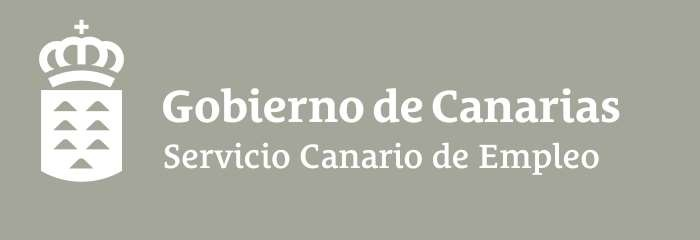 Gobierno de Canarias
Servicio Canario de Empleo